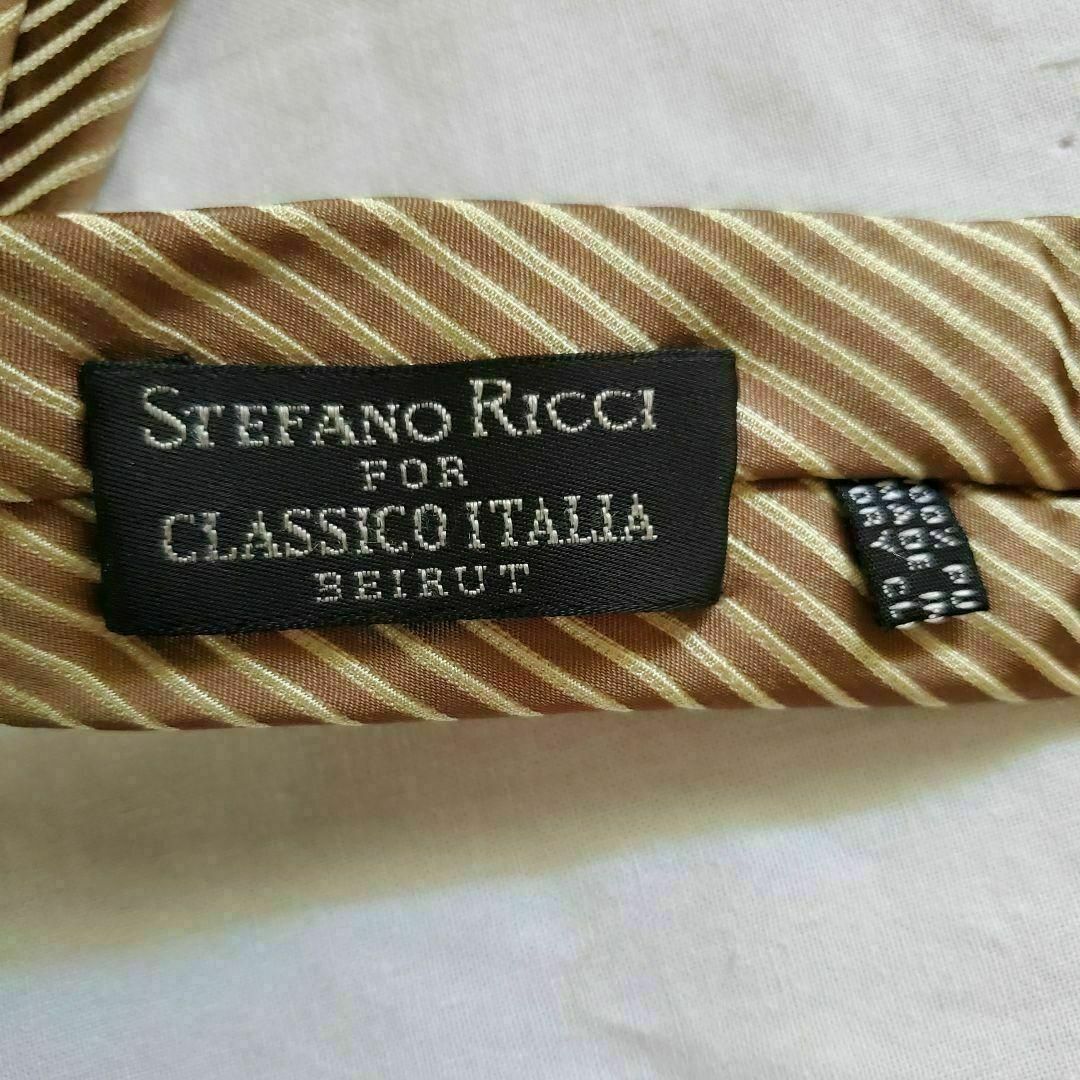 STEFANO RICCI
FOR
CLASSICO ITALIA
BEIRUT